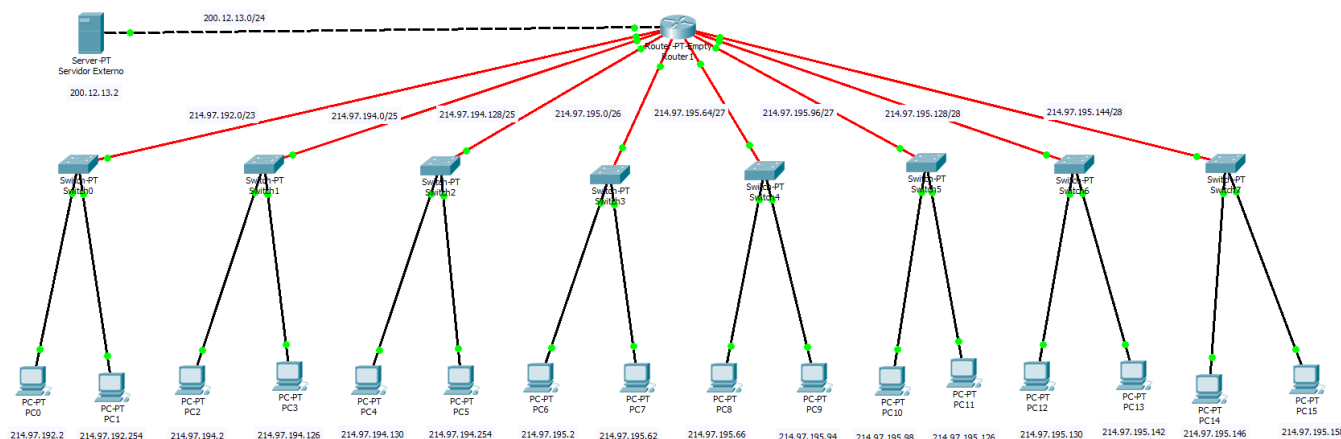 200.12.13.0/24
Server-PT
Servidor Externo
200.12.13.2
Router-PT-Empty
Router1
214.97.192.0/23
214.97.194.0/25
214.97.194.128/25
214.97.195.0/26
214.97.195.64/27
214.97.195.96/27
214.97.195.128/28
214.97.195.144/28
Switch-PT
Switch0
Switch-PT
Switch1
Switch-PT
Switch2
Switch-PT
Switch3
Switch-PT
Switch4
Switch-PT
Switch5
Switch-PT
Switch6
Switch-PT
Switch7
PC-PT
PC0
PC-PT
PC1
PC-PT
PC2
PC-PT
PC3
PC-PT
PC4
PC-PT
PC5
PC-PT
PC6
PC-PT
PC7
PC-PT
PC8
PC-PT
PC9
PC-PT
PC10
PC-PT
PC11
PC-PT
PC12
PC-PT
PC13
PC-PT
PC14
PC-PT
PC15
214.97.192.2
214.97.192.254
214.97.194.2
214.97.194.126
214.97.194.130
214.97.194.254
214.97.195.2
214.97.195.62
214.97.195.66
214.97.195.94
214.97.195.98
214.97.195.126
214.97.195.130
214.97.195.142
214.97.195.146